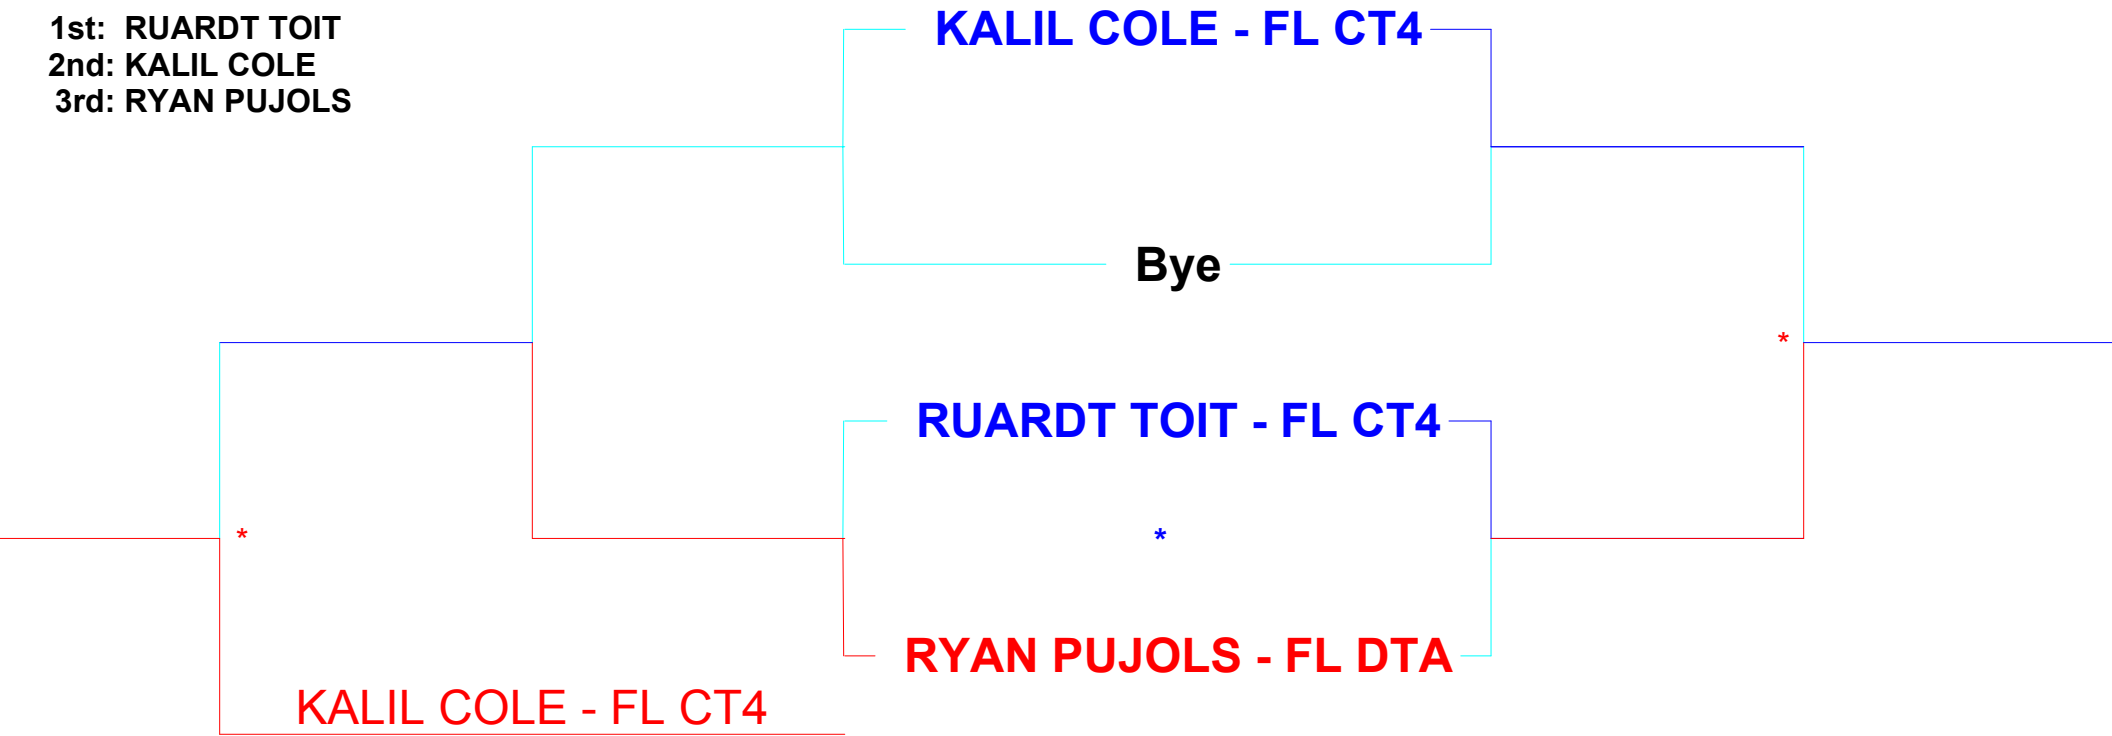 1st: RUARDT TOIT
2nd: KALIL COLE
3rd: RYAN PUJOLS
KALIL COLE - FL CT4
Bye
*
RUARDT TOIT - FL CT4
*
*
RYAN PUJOLS - FL DTA
KALIL COLE - FL CT4